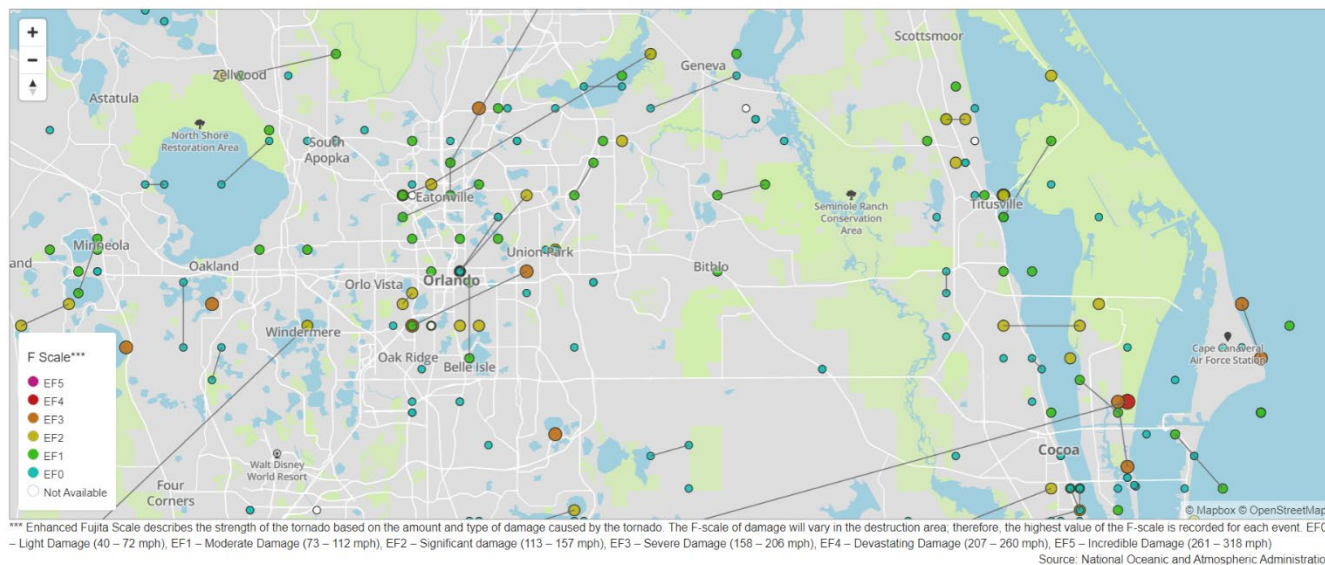 +
Scottsmoor
−
Geneva
Zellwood
Astatula
North Shore
Restoration Area
South
Apopka
Eatonville
Seminole Ranch
Conservation
Area
Titusville
Minneola
land
Oakland
Union Park
Bithlo
Orlando
Orlo Vista
Windermere
Oak Ridge
Belle Isle
Cape Canaveral
Air Force Station
F Scale***
EF5
EF4
EF3
EF2
EF1
EF0
Not Available
Walt Disney
World Resort
Four
Corners
Cocoa
© Mapbox © OpenStreetMap
*** Enhanced Fujita Scale describes the strength of the tornado based on the amount and type of damage caused by the tornado. The F-scale of damage will vary in the destruction area; therefore, the highest value of the F-scale is recorded for each event. EF0
– Light Damage (40 – 72 mph), EF1 – Moderate Damage (73 – 112 mph), EF2 – Significant damage (113 – 157 mph), EF3 – Severe Damage (158 – 206 mph), EF4 – Devastating Damage (207 – 260 mph), EF5 – Incredible Damage (261 – 318 mph)
Source: National Oceanic and Atmospheric Administration